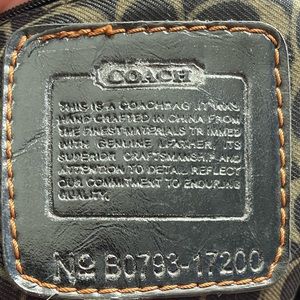 COACH
THIS IS A COACH BAG. IT WAS
HAND CRAFTED IN CHINA FROM
THE FINEST MATERIALS TRIMMED
WITH GENUINE LEATHER, ITS
SUPERIOR CRAFTSMANSHIP AND
ATTENTION TO DETAIL REFLECT
OUR COMMITMENT TO ENDURING
QUALITY.
No B0793-17200